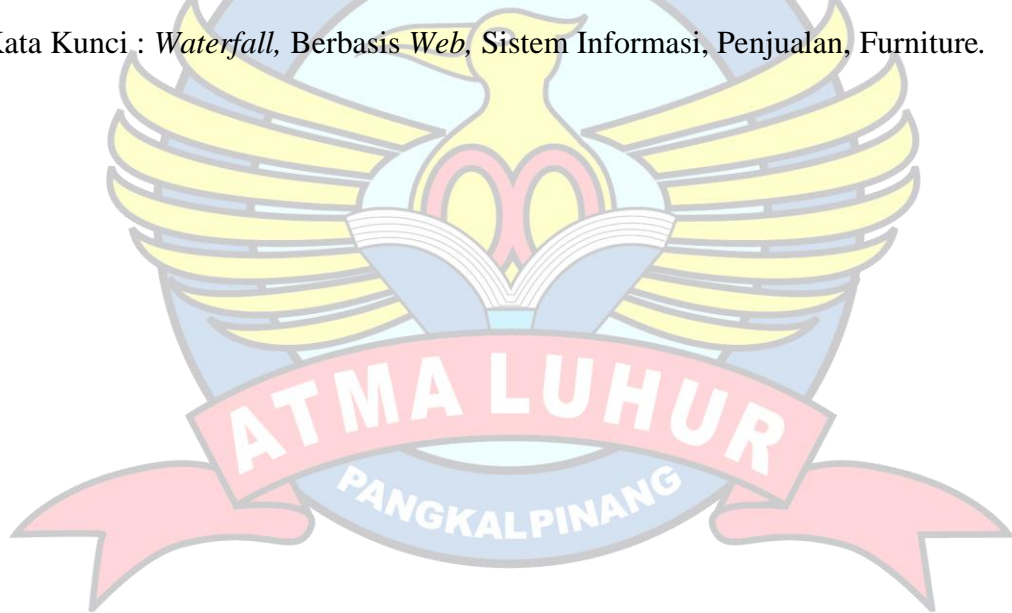 Kata Kunci : Waterfall, Berbasis Web, Sistem Informasi, Penjualan, Furniture.
ATMA LUHUR
PANGKALPINANG